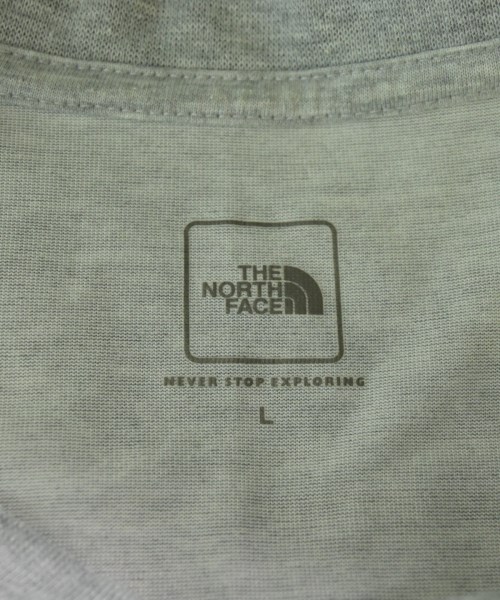 THE
NORTH
FACE
NEVER STOP EXPLORING
L